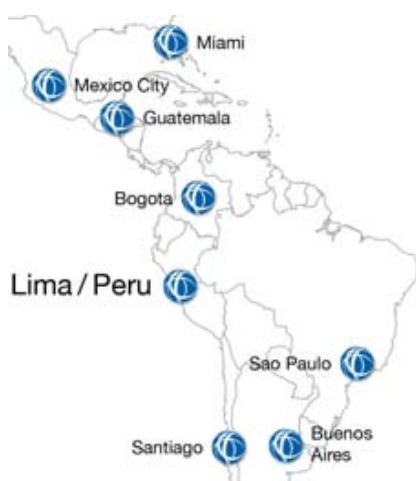 Miami
Mexico City
Guatemala
Bogota
Lima / Peru
Sao Paulo
Santiago
Buenos
Aires